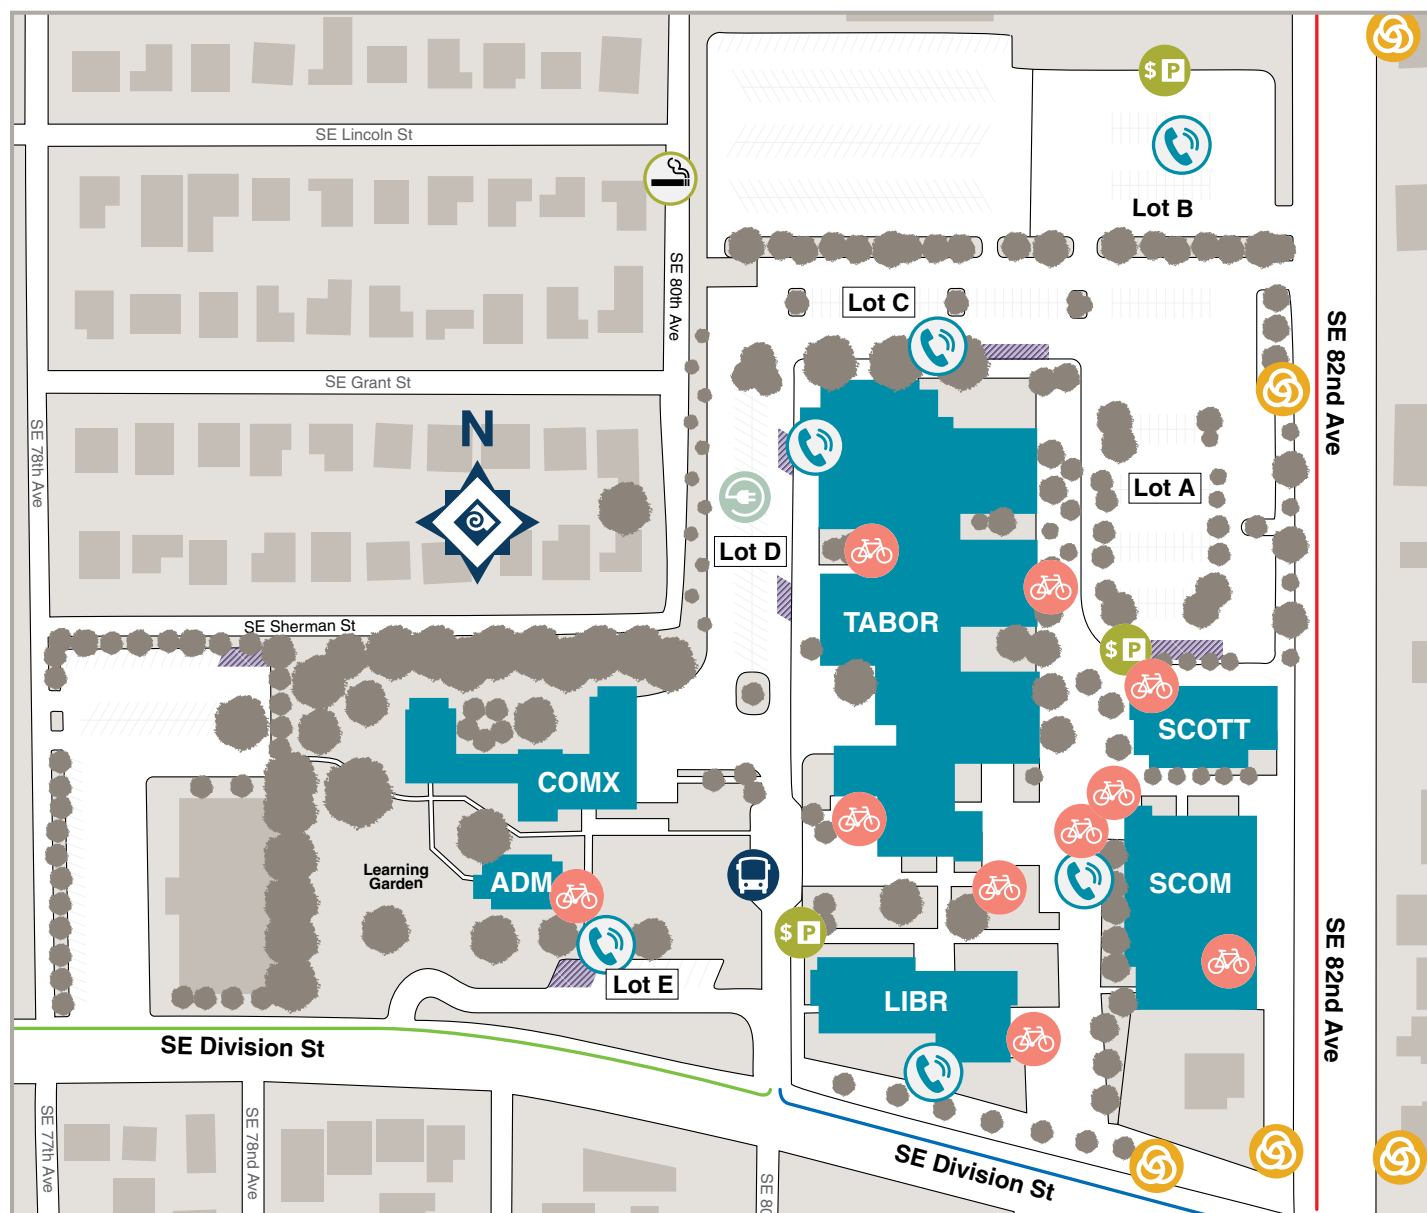 $ P
SE Lincoln St
Lot B
SE 80th Ave
Lot C
SE 82nd Ave
SE Grant St
N
SE 78th Ave
Lot A
Lot D
TABOR
SE Sherman St
$ P
SCOTT
COMX
Learning
Garden
ADM
SCOM
$ P
SE 82nd Ave
Lot E
LIBR
SE Division St
SE 77th Ave
SE 78nd Ave
SE Division St
SE 80